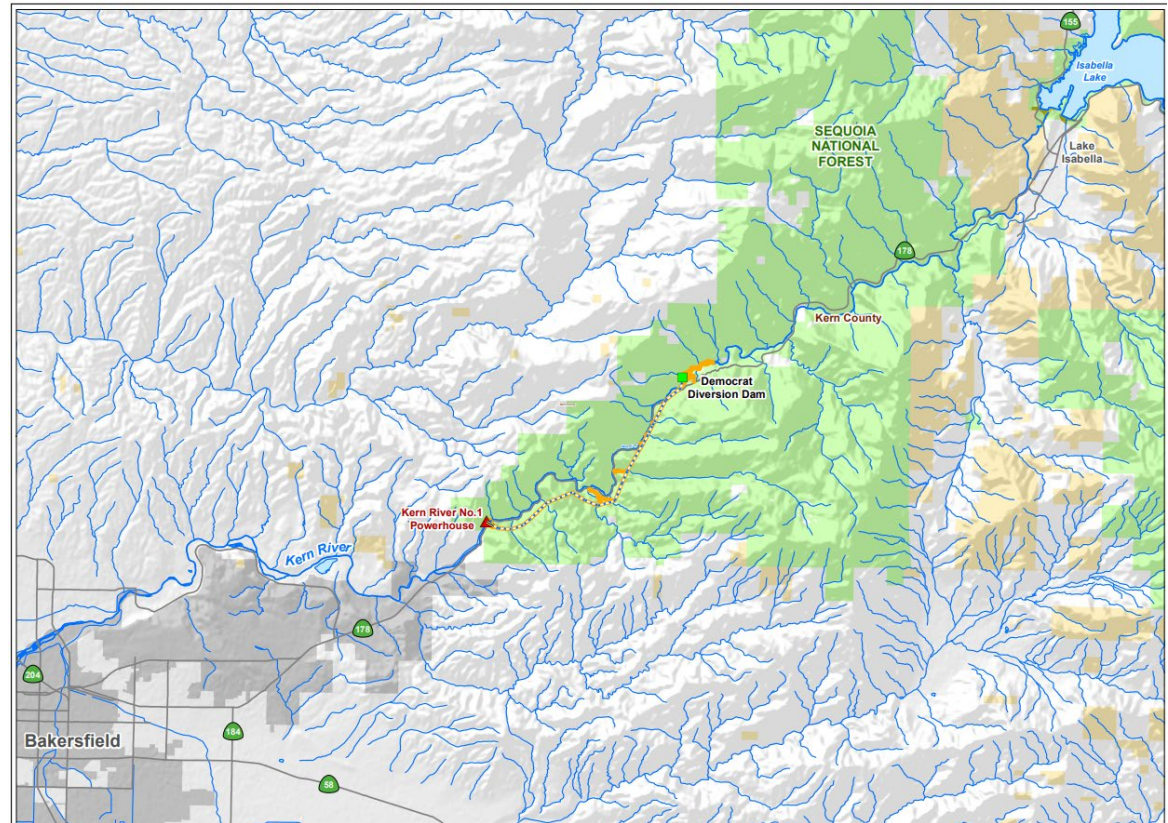 155
Isabella
Lake
SEQUOIA
NATIONAL
FOREST
Lake
Isabella
178
Kern County
Democrat
Diversion Dam
Kern River No.1
Powerhouse
Kern River
178
204
184
Bakersfield
58